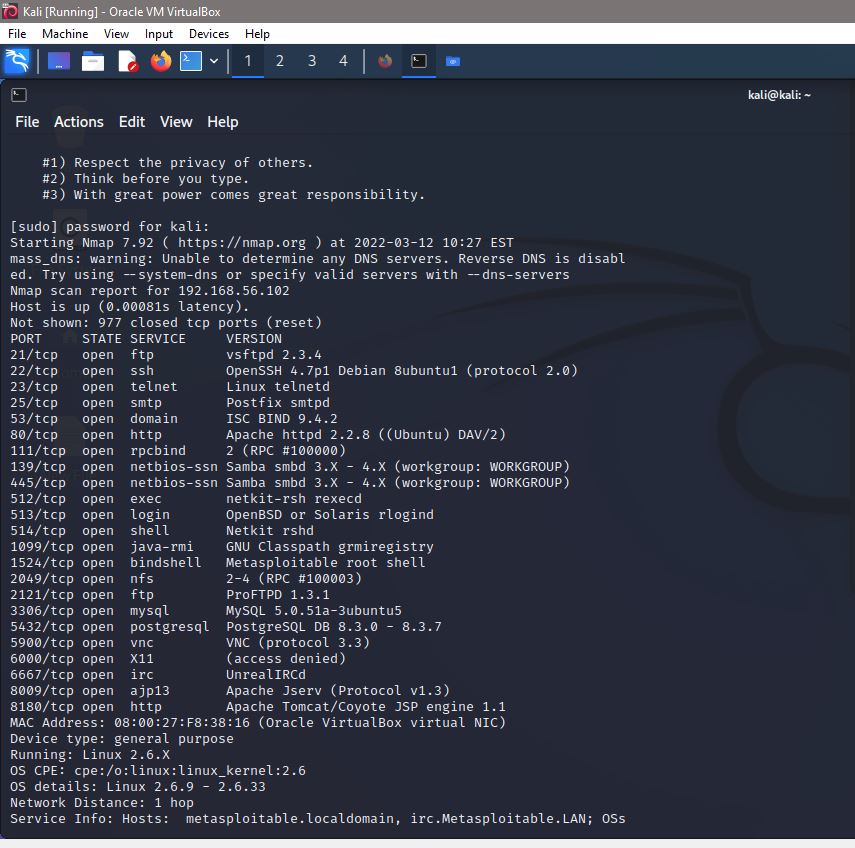 Kali [Running] - Oracle VM VirtualBox
File Machine View Input Devices Help
1 2 3 4
kali@kali: ~
File Actions Edit View Help
#1) Respect the privacy of others.
#2) Think before you type.
#3) With great power comes great responsibility.
[sudo] password for kali:
Starting Nmap 7.92 ( https://nmap.org ) at 2022-03-12 10:27 EST
mass_dns: warning: Unable to determine any DNS servers. Reverse DNS is disabl
ed. Try using --system-dns or specify valid servers with --dns-servers
Nmap scan report for 192.168.56.102
Host is up (0.00081s latency).
Not shown: 977 closed tcp ports (reset)
PORT STATE SERVICE VERSION
21/tcp open ftp vsftpd 2.3.4
22/tcp open ssh OpenSSH 4.7p1 Debian 8ubuntu1 (protocol 2.0)
23/tcp open telnet Linux telnetd
25/tcp open smtp Postfix smtpd
53/tcp open domain ISC BIND 9.4.2
80/tcp open http Apache httpd 2.2.8 ((Ubuntu) DAV/2)
111/tcp open rpcbind 2 (RPC #100000)
139/tcp open netbios-ssn Samba smbd 3.X - 4.X (workgroup: WORKGROUP)
445/tcp open netbios-ssn Samba smbd 3.X - 4.X (workgroup: WORKGROUP)
512/tcp open exec netkit-rsh rexecd
513/tcp open login OpenBSD or Solaris rlogind
514/tcp open shell Netkit rshd
1099/tcp open java-rmi GNU Classpath grmiregistry
1524/tcp open bindshell Metasploitable root shell
2049/tcp open nfs 2-4 (RPC #100003)
2121/tcp open ftp ProFTPD 1.3.1
3306/tcp open mysql MySQL 5.0.51a-3ubuntu5
5432/tcp open postgresql PostgreSQL DB 8.3.0 - 8.3.7
5900/tcp open vnc VNC (protocol 3.3)
6000/tcp open X11 (access denied)
6667/tcp open irc UnrealIRCd
8009/tcp open ajp13 Apache Jserv (Protocol v1.3)
8180/tcp open http Apache Tomcat/Coyote JSP engine 1.1
MAC Address: 08:00:27:F8:38:16 (Oracle VirtualBox virtual NIC)
Device type: general purpose
Running: Linux 2.6.X
OS CPE: cpe:/o:linux:linux_kernel:2.6
OS details: Linux 2.6.9 - 2.6.33
Network Distance: 1 hop
Service Info: Hosts:  metasploitable.localdomain, irc.Metasploitable.LAN; OSs